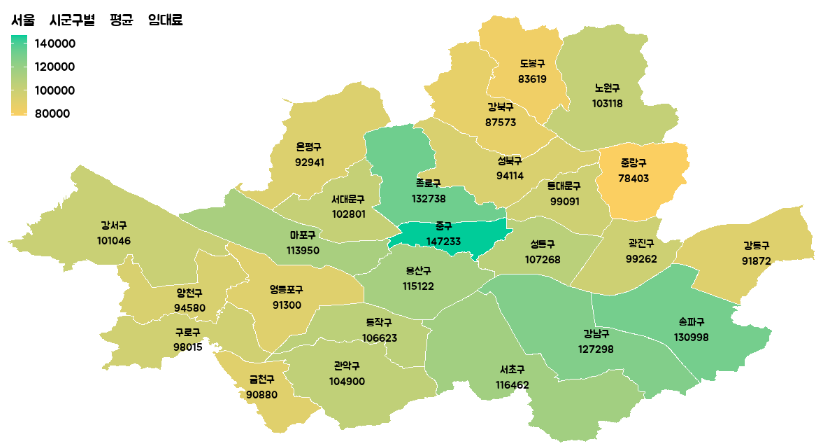 서울 시군구별 평균 임대료
140000
120000
100000
80000
도봉구
83619
노원구
103118
강북구
87573
은평구
92941
성북구
94114
중랑구
78403
종로구
132738
동대문구
99091
서대문구
102801
강서구
101046
마포구
113950
중구
147233
성동구
107268
광진구
99262
강동구
91872
용산구
115122
양천구
94580
영등포구
91300
구로구
98015
동작구
106623
강남구
127298
송파구
130998
금천구
90880
관악구
104900
서초구
116462